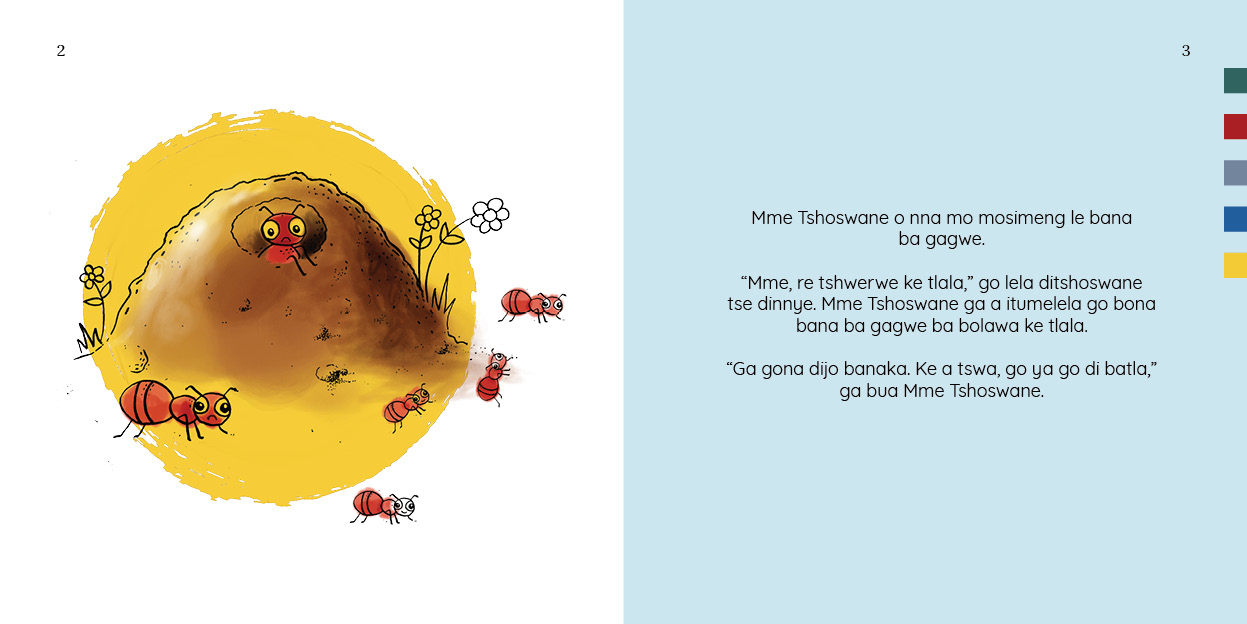 2
3
Mme Tshoswane o nna mo mosimeng le bana
ba gagwe.
“Mme, re tshwerwe ke tlala,” go lela ditshoswane
tse dinnye. Mme Tshoswane ga a itumelela go bona
bana ba gagwe ba bolawa ke tlala.
“Ga gona dijo banaka. Ke a tswa, go ya go di batla,”
ga bua Mme Tshoswane.